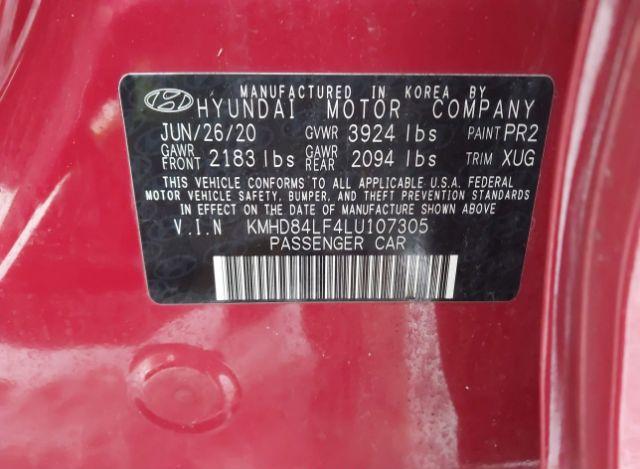 MANUFACTURED IN KOREA BY
HYUNDAI MOTOR COMPANY
JUN/26/20 GVWR 3924 lbs PAINT PR2
GAWR FRONT 2183 lbs GAWR REAR 2094 lbs TRIM XUG
THIS VEHICLE CONFORMS TO ALL APPLICABLE U.S.A. FEDERAL
MOTOR VEHICLE SAFETY, BUMPER, AND THEFT PREVENTION STANDARDS
IN EFFECT ON THE DATE OF MANUFACTURE SHOWN ABOVE
V.I.N KMHD84LF4LU107305
PASSENGER CAR